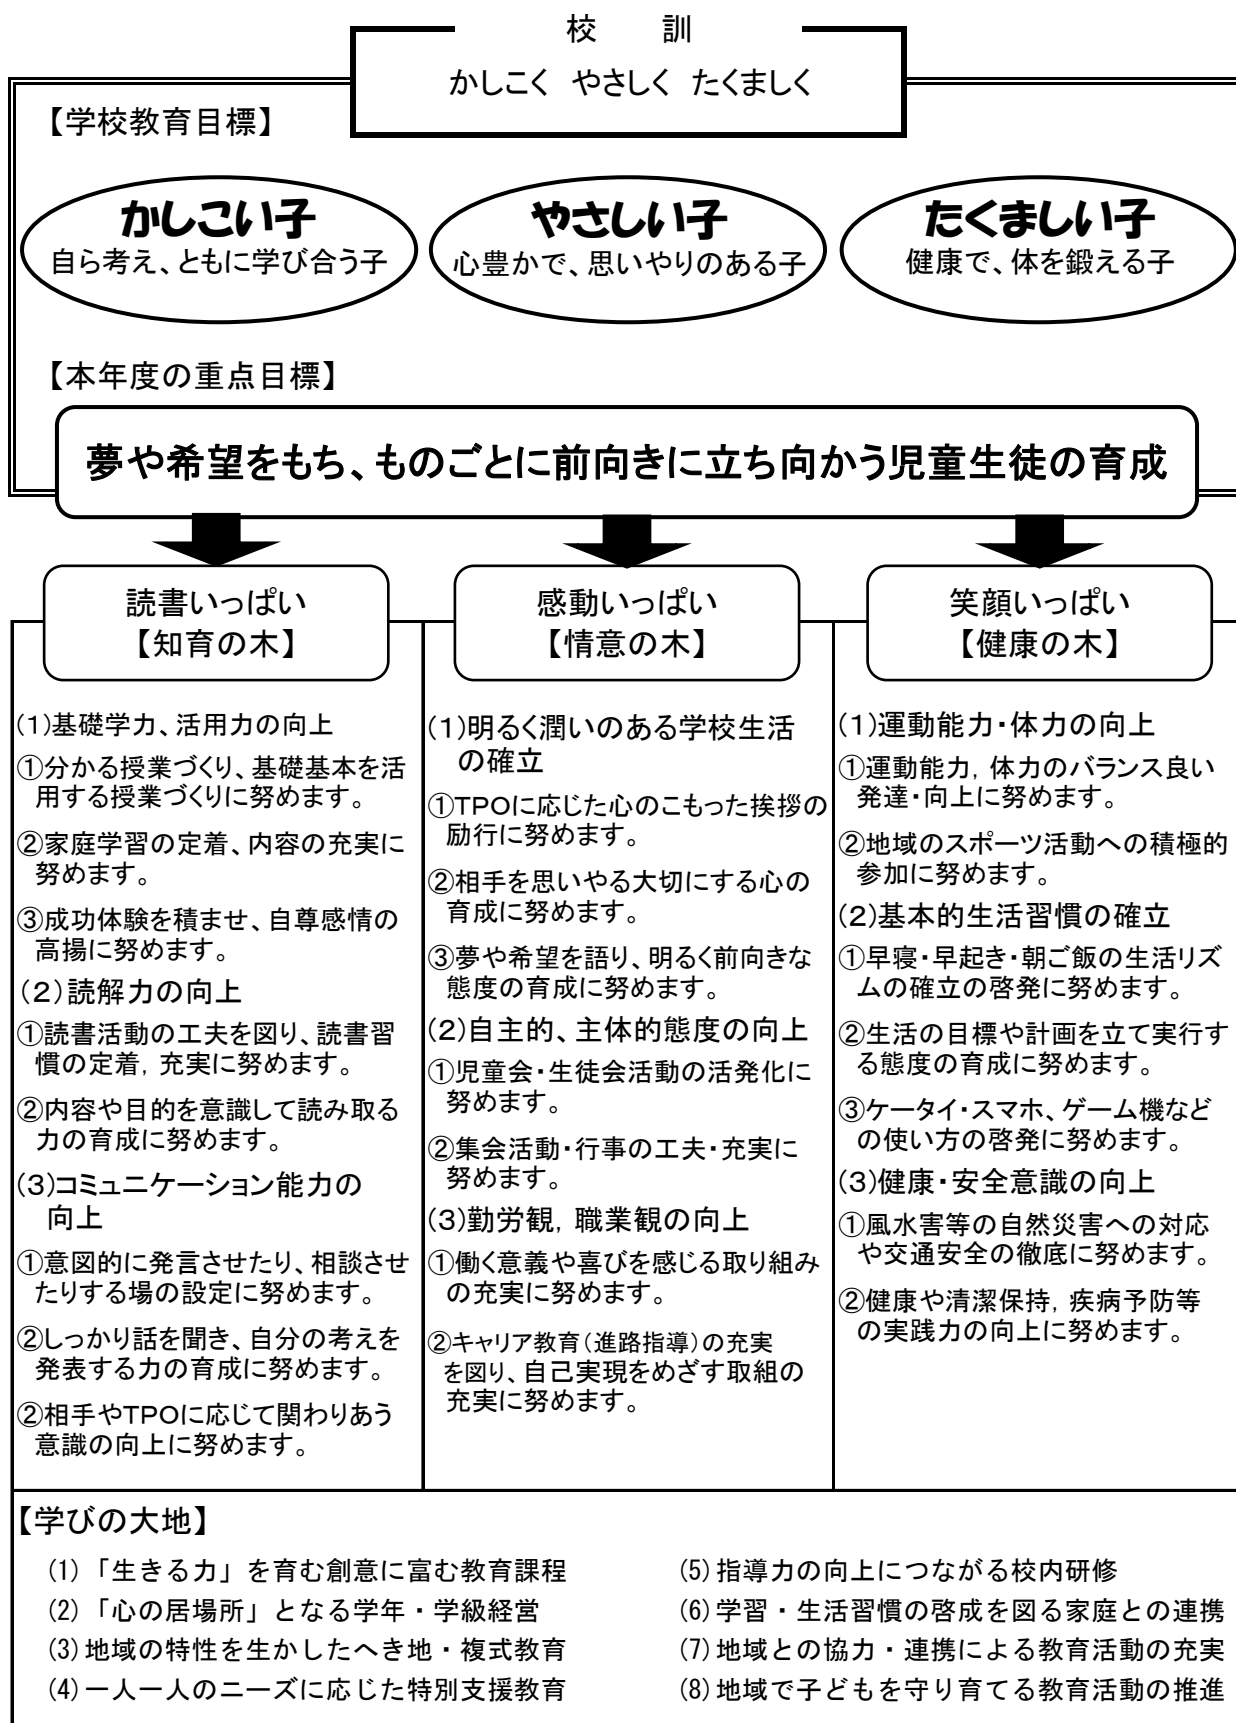 校　訓
かしこく やさしく たくましく
【学校教育目標】
かしこい子
自ら考え、ともに学び合う子
やさしい子
心豊かで、思いやりのある子
たくましい子
健康で、体を鍛える子
【本年度の重点目標】
夢や希望をもち、ものごとに前向きに立ち向かう児童生徒の育成
読書いっぱい
【知育の木】
(１)基礎学力、活用力の向上
①分かる授業づくり、基礎基本を活
用する授業づくりに努めます。
②家庭学習の定着、内容の充実に
努めます。
③成功体験を積ませ、自尊感情の
高揚に努めます。
(２)読解力の向上
①読書活動の工夫を図り、読書習
慣の定着，充実に努めます。
②内容や目的を意識して読み取る
力の育成に努めます。
(３)コミュニケーション能力の
向上
①意図的に発言させたり、相談させ
たりする場の設定に努めます。
②しっかり話を聞き、自分の考えを
発表する力の育成に努めます。
②相手やTPOに応じて関わりあう
意識の向上に努めます。
感動いっぱい
【情意の木】
(１)明るく潤いのある学校生活
の確立
①TPOに応じた心のこもった挨拶の
励行に努めます。
②相手を思いやる大切にする心の
育成に努めます。
③夢や希望を語り、明るく前向きな
態度の育成に努めます。
(２)自主的、主体的態度の向上
①児童会・生徒会活動の活発化に
努めます。
②集会活動・行事の工夫・充実に
努めます。
(３)勤労観，職業観の向上
①働く意義や喜びを感じる取り組み
の充実に努めます。
②キャリア教育（進路指導）の充実
を図り、自己実現をめざす取組の
充実に努めます。
笑顔いっぱい
【健康の木】
(１)運動能力・体力の向上
①運動能力，体力のバランス良い
発達・向上に努めます。
②地域のスポーツ活動への積極的
参加に努めます。
(２)基本的生活習慣の確立
①早寝・早起き・朝ご飯の生活リズ
ムの確立の啓発に努めます。
②生活の目標や計画を立て実行す
る態度の育成に努めます。
③ケータイ・スマホ、ゲーム機など
の使い方の啓発に努めます。
(３)健康・安全意識の向上
①風水害等の自然災害への対応
や交通安全の徹底に努めます。
②健康や清潔保持，疾病予防等
の実践力の向上に努めます。
【学びの大地】
(1)「生きる力」を育む創意に富む教育課程
(2)「心の居場所」となる学年・学級経営
(3)地域の特性を生かしたへき地・複式教育
(4)一人一人のニーズに応じた特別支援教育
(5)指導力の向上につながる校内研修
(6)学習・生活習慣の啓成を図る家庭との連携
(7)地域との協力・連携による教育活動の充実
(8)地域で子どもを守り育てる教育活動の推進